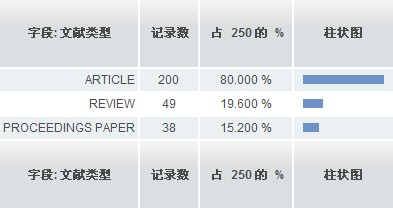 字段: 文献类型 记录数 占 250 的 % 柱状图
ARTICLE 200 80.000 %
REVIEW 49 19.600 %
PROCEEDINGS PAPER 38 15.200 %
字段: 文献类型 记录数 占 250 的 % 柱状图